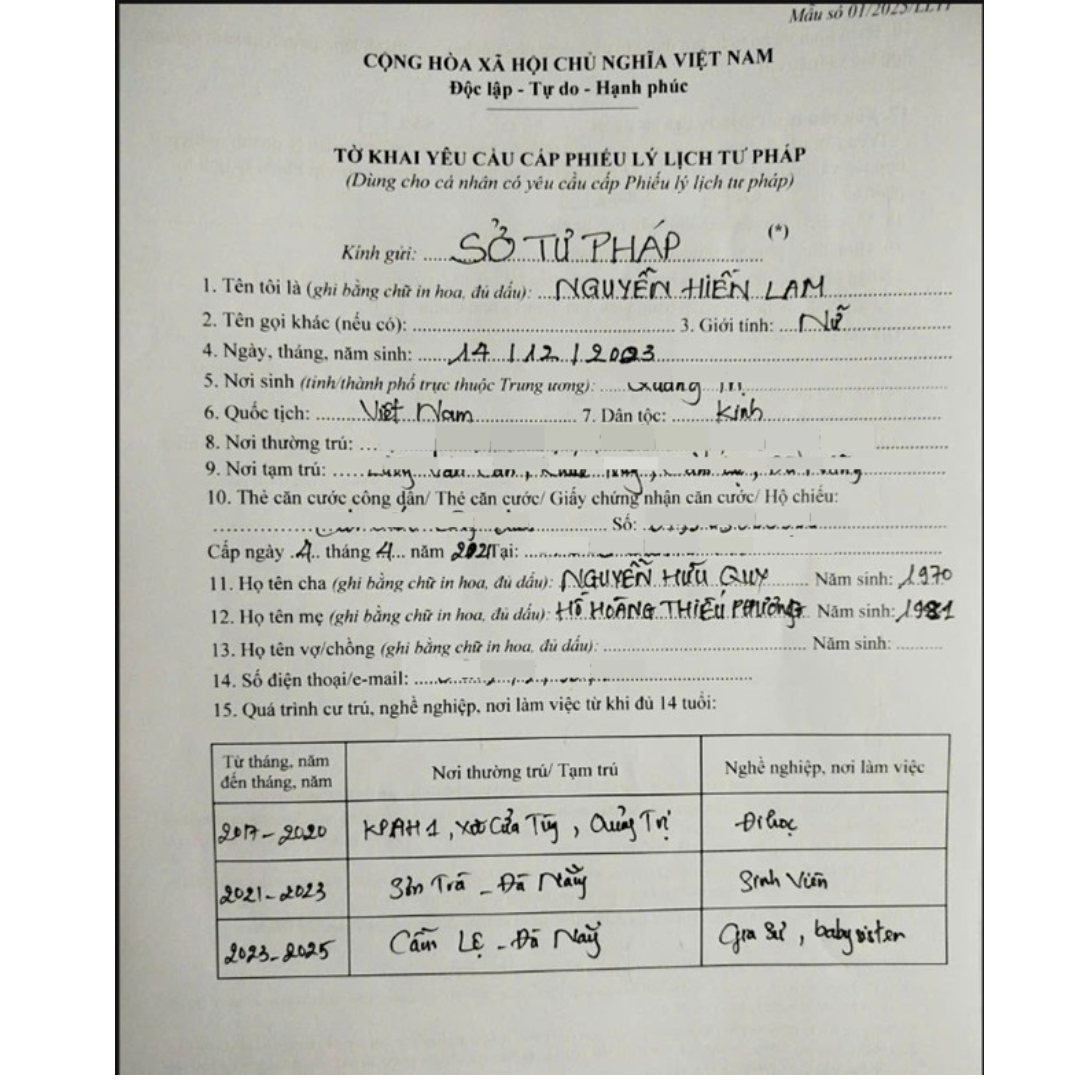 Mẫu số 01/2025/LLTP
CỘNG HÒA XÃ HỘI CHỦ NGHĨA VIỆT NAM
Độc lập - Tự do - Hạnh phúc
TỜ KHAI YÊU CẦU CẤP PHIẾU LÝ LỊCH TƯ PHÁP
(Dùng cho cá nhân có yêu cầu cấp Phiếu lý lịch tư pháp)
Kính gửi: SỞ TƯ PHÁP (*)
1. Tên tôi là (ghi bằng chữ in hoa, đủ dấu): NGUYỄN HIỀN LAM
2. Tên gọi khác (nếu có): 3. Giới tính: Nữ
4. Ngày, tháng, năm sinh: 14 / 12 / 2003
5. Nơi sinh (tỉnh/thành phố trực thuộc Trung ương): Quảng Trị
6. Quốc tịch: Việt Nam 7. Dân tộc: Kinh
8. Nơi thường trú:
9. Nơi tạm trú:
10. Thẻ căn cước công dân/ Thẻ căn cước/ Giấy chứng nhận căn cước/ Hộ chiếu:
Số:
Cấp ngày 4 tháng 4 năm 2021 Tại:
11. Họ tên cha (ghi bằng chữ in hoa, đủ dấu): NGUYỄN HỮU QUY Năm sinh: 1970
12. Họ tên mẹ (ghi bằng chữ in hoa, đủ dấu): HỒ HOÀNG THIẾU PHƯƠNG Năm sinh: 1981
13. Họ tên vợ/chồng (ghi bằng chữ in hoa, đủ dấu): Năm sinh:
14. Số điện thoại/e-mail:
15. Quá trình cư trú, nghề nghiệp, nơi làm việc từ khi đủ 14 tuổi:
Từ tháng, năm đến tháng, năm Nơi thường trú/ Tạm trú Nghề nghiệp, nơi làm việc
2017 - 2020 KPAH1, Xã Cửa Tùng, Quảng Trị Đi học
2021 - 2023 Sơn Trà - Đà Nẵng Sinh Viên
2023 - 2025 Cẩm Lệ - Đà Nẵng Gia Sư, babysister